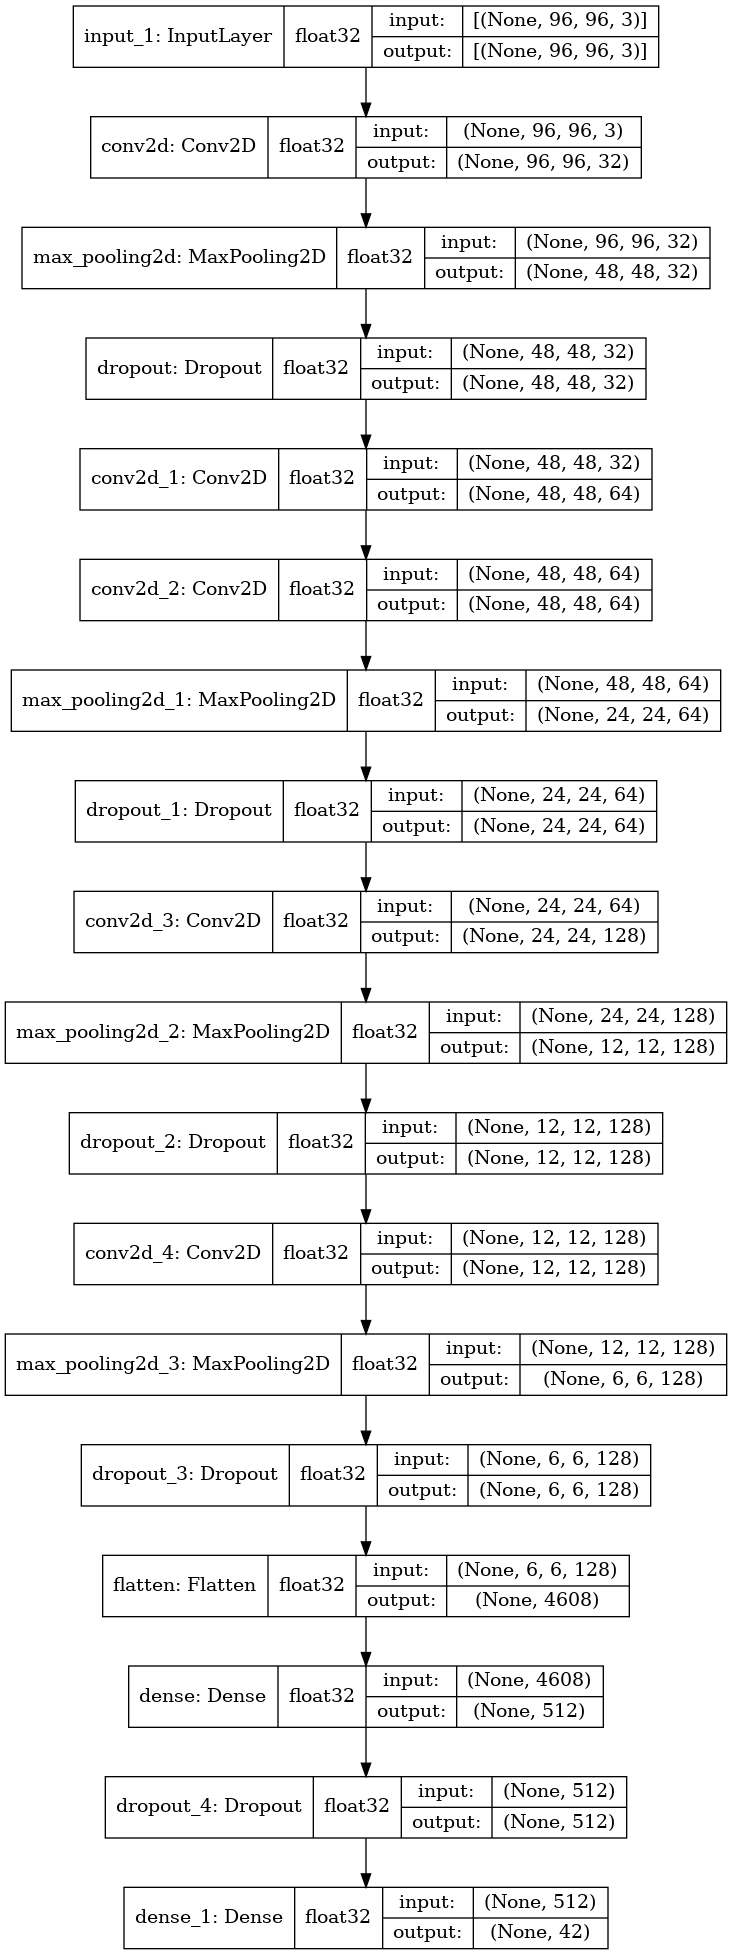 input_1: InputLayer float32 input: [(None, 96, 96, 3)]
output: [(None, 96, 96, 3)]
conv2d: Conv2D float32 input: (None, 96, 96, 3)
output: (None, 96, 96, 32)
max_pooling2d: MaxPooling2D float32 input: (None, 96, 96, 32)
output: (None, 48, 48, 32)
dropout: Dropout float32 input: (None, 48, 48, 32)
output: (None, 48, 48, 32)
conv2d_1: Conv2D float32 input: (None, 48, 48, 32)
output: (None, 48, 48, 64)
conv2d_2: Conv2D float32 input: (None, 48, 48, 64)
output: (None, 48, 48, 64)
max_pooling2d_1: MaxPooling2D float32 input: (None, 48, 48, 64)
output: (None, 24, 24, 64)
dropout_1: Dropout float32 input: (None, 24, 24, 64)
output: (None, 24, 24, 64)
conv2d_3: Conv2D float32 input: (None, 24, 24, 64)
output: (None, 24, 24, 128)
max_pooling2d_2: MaxPooling2D float32 input: (None, 24, 24, 128)
output: (None, 12, 12, 128)
dropout_2: Dropout float32 input: (None, 12, 12, 128)
output: (None, 12, 12, 128)
conv2d_4: Conv2D float32 input: (None, 12, 12, 128)
output: (None, 12, 12, 128)
max_pooling2d_3: MaxPooling2D float32 input: (None, 12, 12, 128)
output: (None, 6, 6, 128)
dropout_3: Dropout float32 input: (None, 6, 6, 128)
output: (None, 6, 6, 128)
flatten: Flatten float32 input: (None, 6, 6, 128)
output: (None, 4608)
dense: Dense float32 input: (None, 4608)
output: (None, 512)
dropout_4: Dropout float32 input: (None, 512)
output: (None, 512)
dense_1: Dense float32 input: (None, 512)
output: (None, 42)